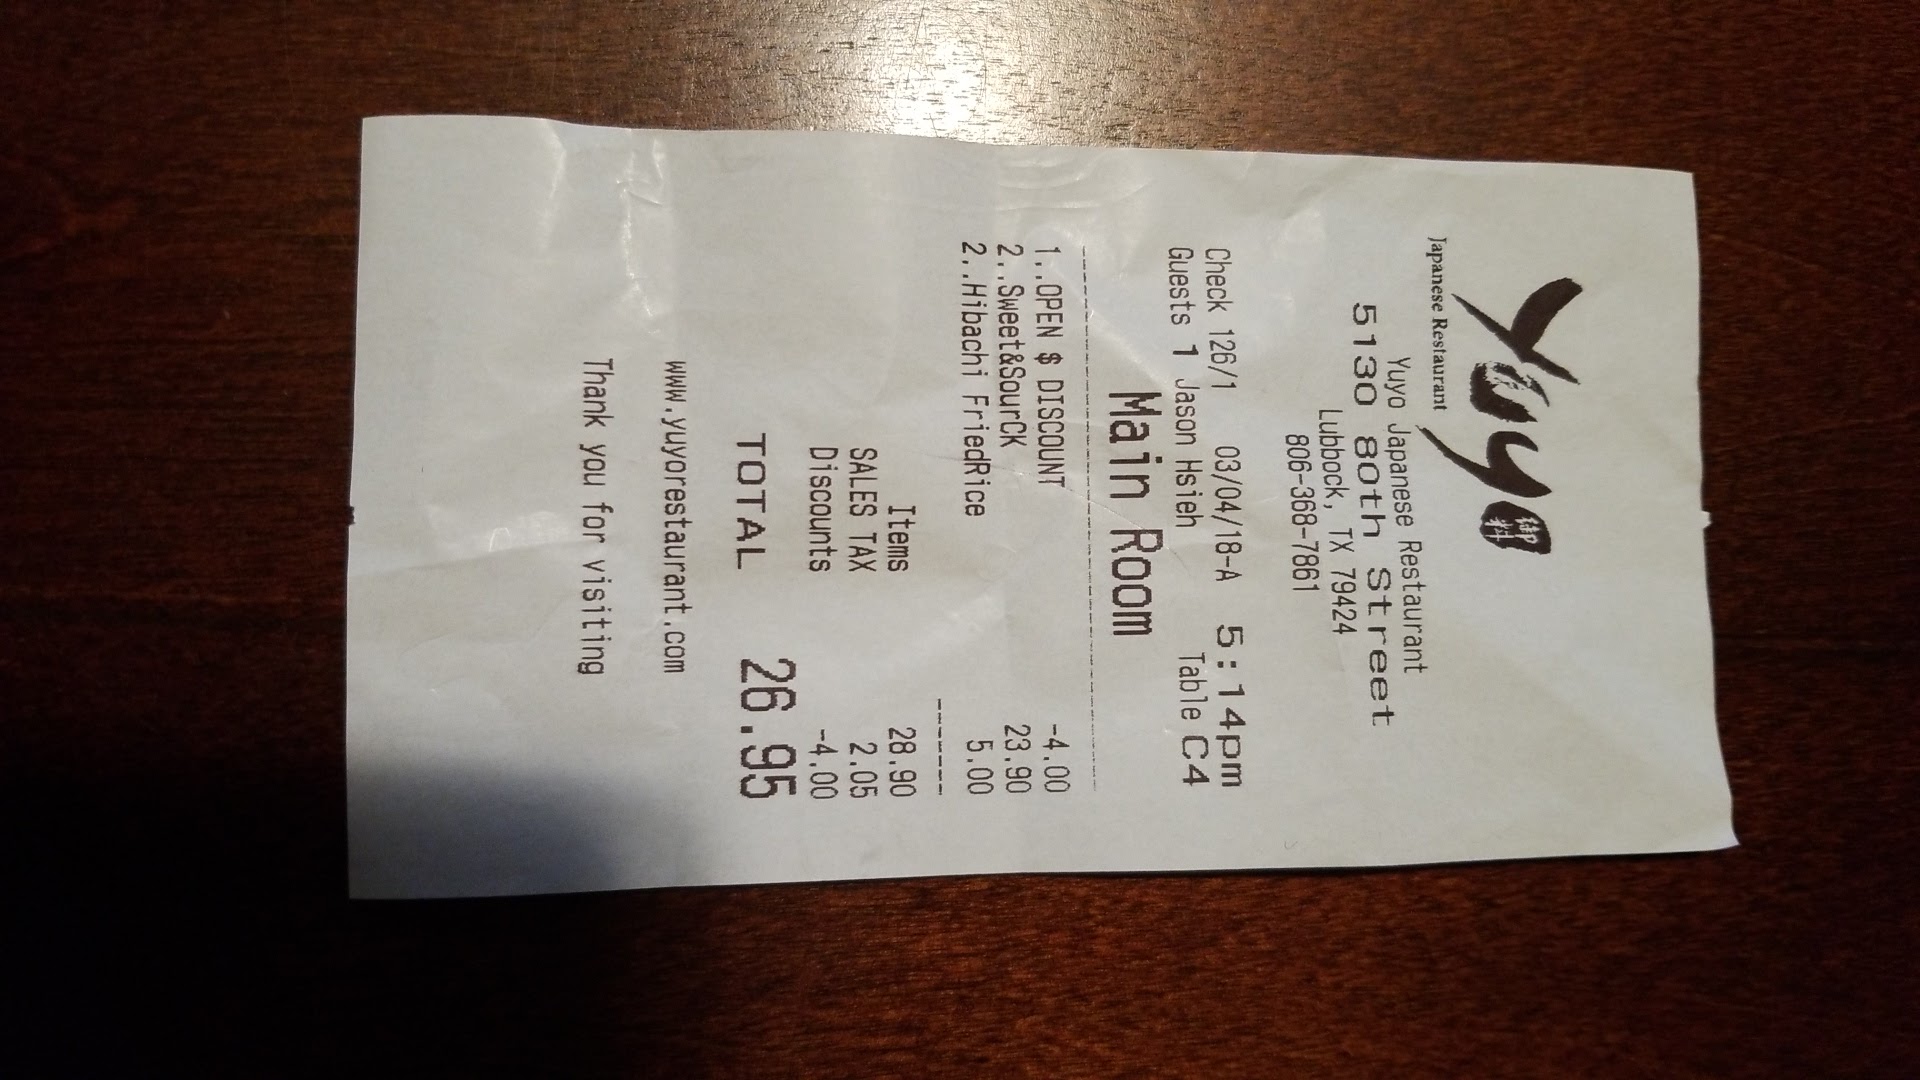 Yuyo
御料
Japanese Restaurant
Yuyo Japanese Restaurant
5130 80th Street
Lubbock, TX 79424
806-368-7861
Check 126/1 03/04/18-A 5:14pm
Guests 1 Jason Hsieh Table C4
Main Room
1..OPEN $ DISCOUNT -4.00
2..Sweet&SourCK 23.90
2..Hibachi FriedRice 5.00
Items 28.90
SALES TAX 2.05
Discounts -4.00
TOTAL 26.95
www.yuyorestaurant.com
Thank you for visiting